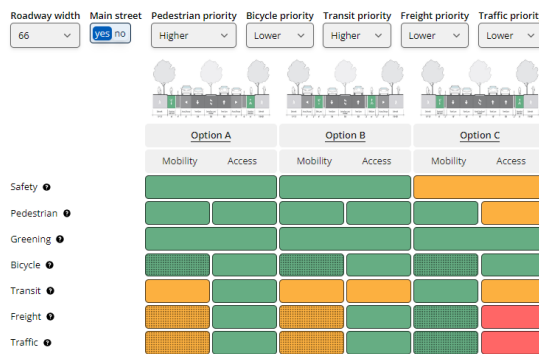 Roadway width Main street Pedestrian priority Bicycle priority Transit priority Freight priority Traffic priorit
66 yes no Higher Lower Higher Lower Lower
Option A Option B Option C
Mobility Access Mobility Access Mobility Access
Safety ?
Pedestrian ?
Greening ?
Bicycle ?
Transit ?
Freight ?
Traffic ?